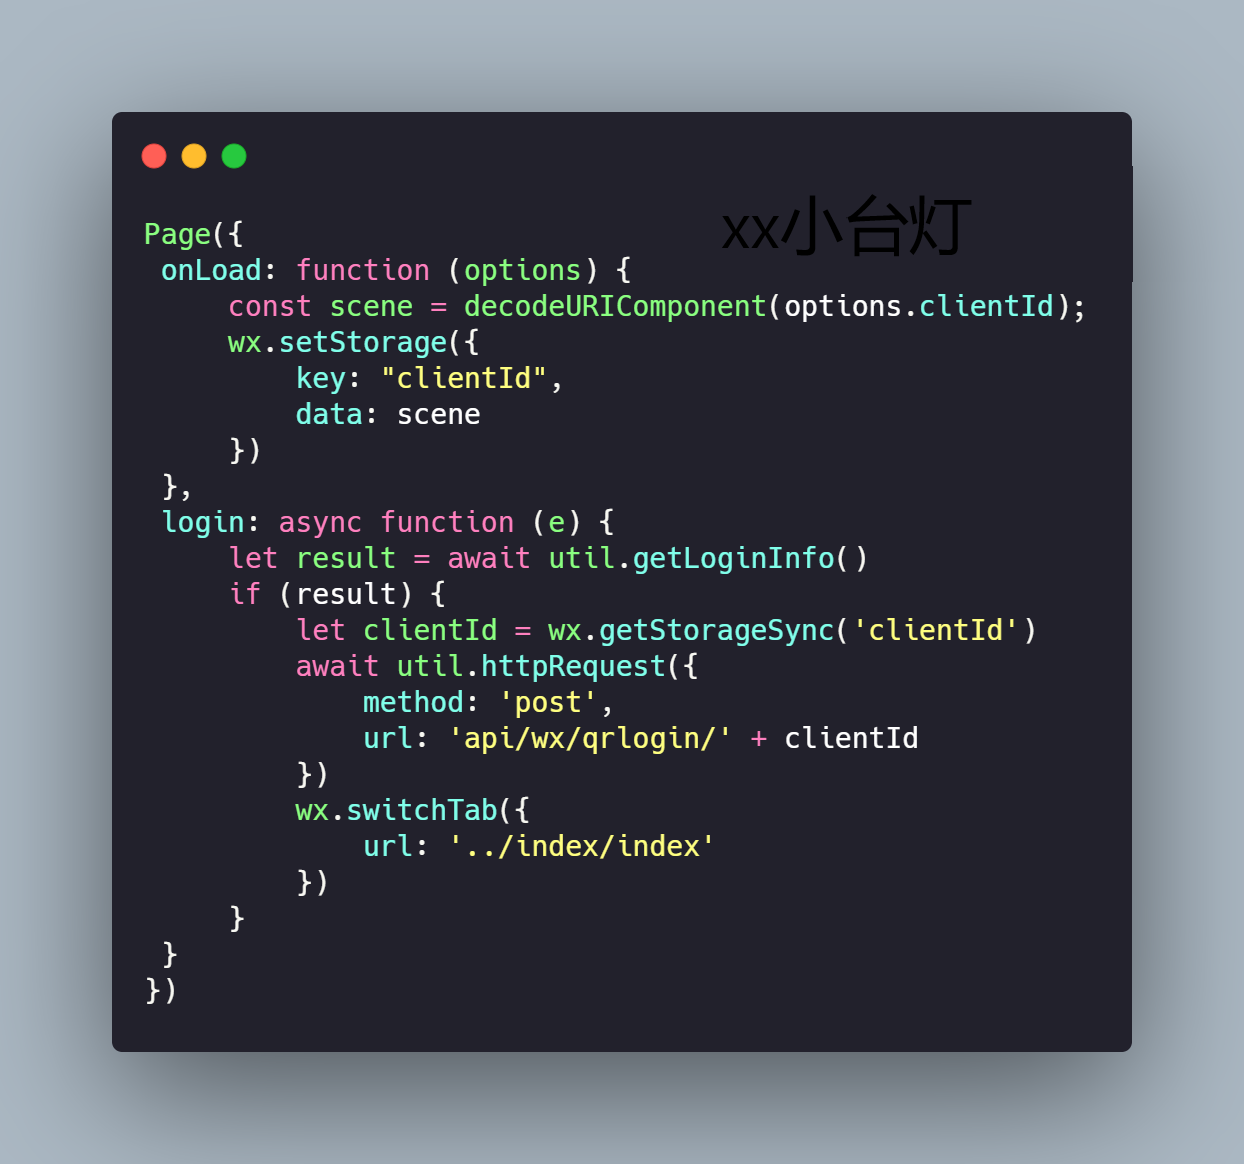 xx小台灯
Page({
 onLoad: function (options) {
     const scene = decodeURIComponent(options.clientId);
     wx.setStorage({
         key: "clientId",
         data: scene
     })
 },
 login: async function (e) {
     let result = await util.getLoginInfo()
     if (result) {
         let clientId = wx.getStorageSync('clientId')
         await util.httpRequest({
             method: 'post',
             url: 'api/wx/qrlogin/' + clientId
         })
         wx.switchTab({
             url: '../index/index'
         })
     }
 }
})